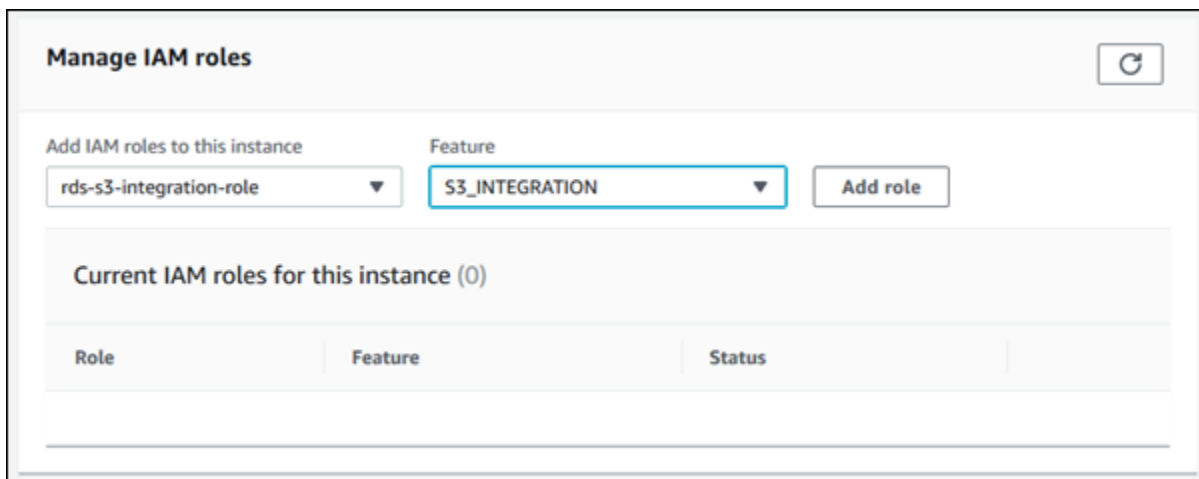 Manage IAM roles
Add IAM roles to this instance Feature
rds-s3-integration-role S3_INTEGRATION Add role
Current IAM roles for this instance (0)
Role Feature Status